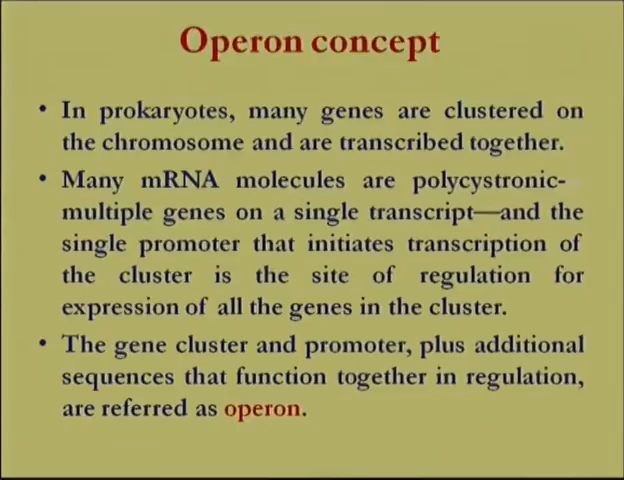 Operon concept
• In prokaryotes, many genes are clustered on
the chromosome and are transcribed together.
• Many mRNA molecules are polycystronic-
multiple genes on a single transcript—and the
single promoter that initiates transcription of
the cluster is the site of regulation for
expression of all the genes in the cluster.
• The gene cluster and promoter, plus additional
sequences that function together in regulation,
are referred as operon.